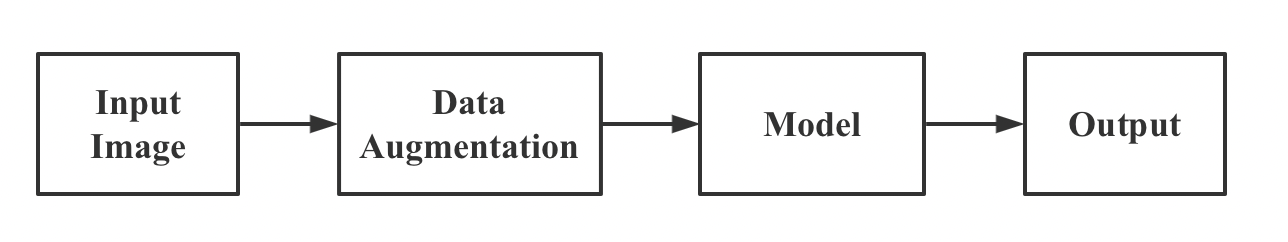 Input
Image
Data
Augmentation
Model
Output